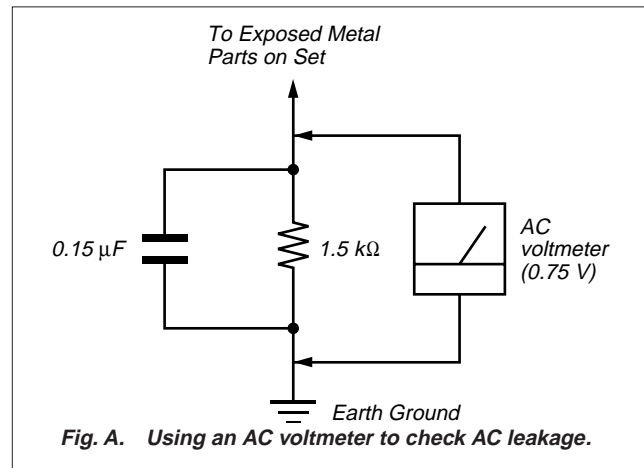 To Exposed Metal
Parts on Set
0.15 μF
1.5 kΩ
AC
voltmeter
(0.75 V)
Earth Ground
Fig. A. Using an AC voltmeter to check AC leakage.